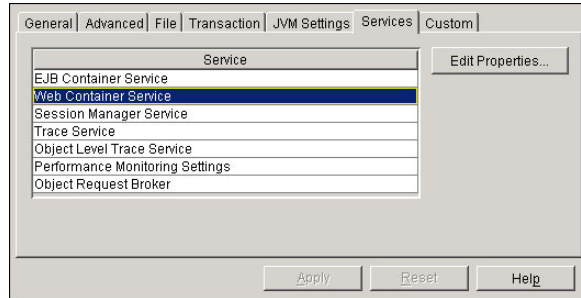 General Advanced File Transaction JVM Settings Services Custom
Service
Edit Properties...
EJB Container Service
Web Container Service
Session Manager Service
Trace Service
Object Level Trace Service
Performance Monitoring Settings
Object Request Broker
Apply Reset Help